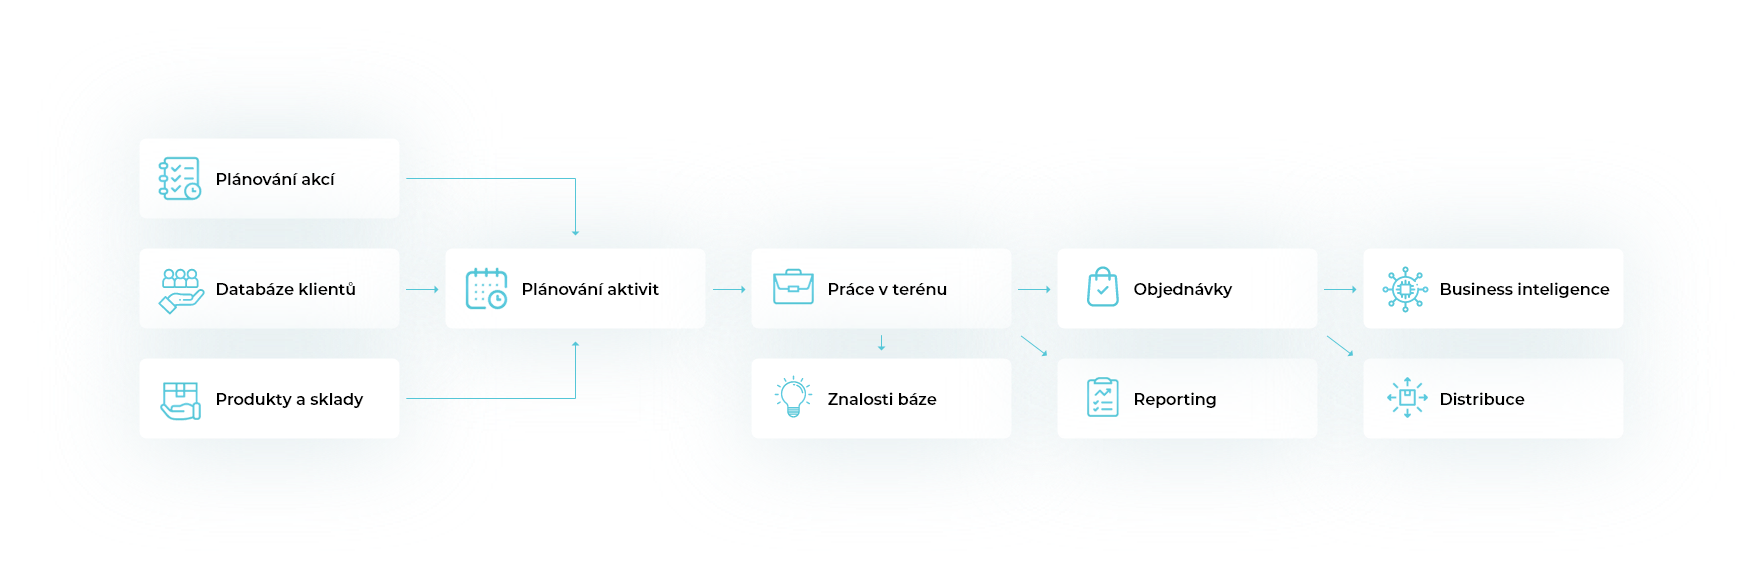 Plánování akcí
Databáze klientů
Plánování aktivit
Práce v terénu
Objednávky
Business inteligence
Produkty a sklady
Znalosti báze
Reporting
Distribuce